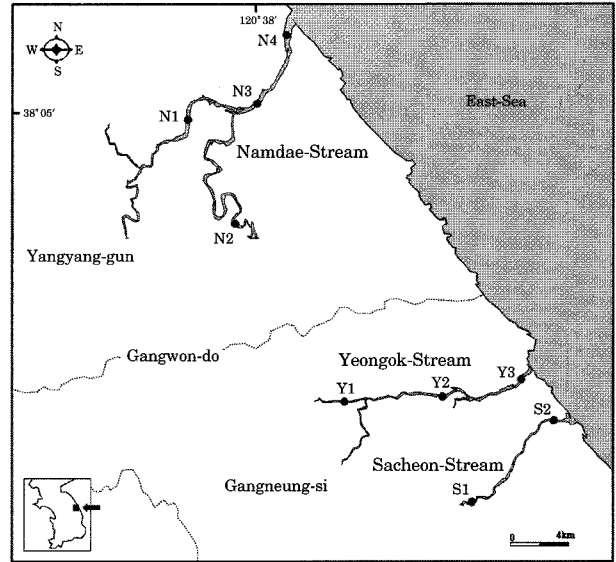 120° 38'
N
W E
S
N4
38° 05'
N1
N3
East-Sea
Namdae-Stream
N2
Yangyang-gun
Gangwon-do
Yeongok-Stream
Y1
Y2
Y3
S2
Sacheon-Stream
Gangneung-si
S1
0 4km